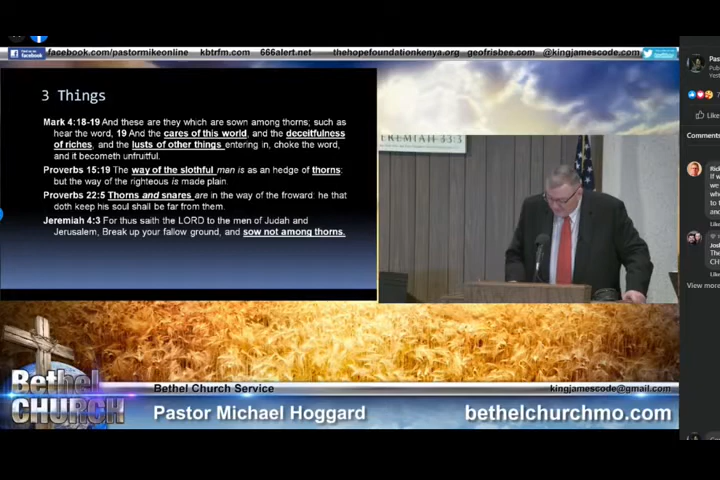 facebook.com/pastormikeonline kbtrfm.com 666alert.net thehopefoundationkenya.org geofrisbee.com @kingjamescode.com
3 Things
Mark 4:18-19 And these are they which are sown among thorns; such as
hear the word, 19 And the cares of this world, and the deceitfulness
of riches, and the lusts of other things entering in, choke the word,
and it becometh unfruitful.
Proverbs 15:19 The way of the slothful man is as an hedge of thorns:
but the way of the righteous is made plain.
Proverbs 22:5 Thorns and snares are in the way of the froward: he that
doth keep his soul shall be far from them.
Jeremiah 4:3 For thus saith the LORD to the men of Judah and
Jerusalem, Break up your fallow ground, and sow not among thorns.
JEREMIAH 33:3
Bethel
CHURCH
Bethel Church Service
kingjamescode@gmail.com
Pastor Michael Hoggard
bethelchurchmo.com
Like
Comments
Like
View more